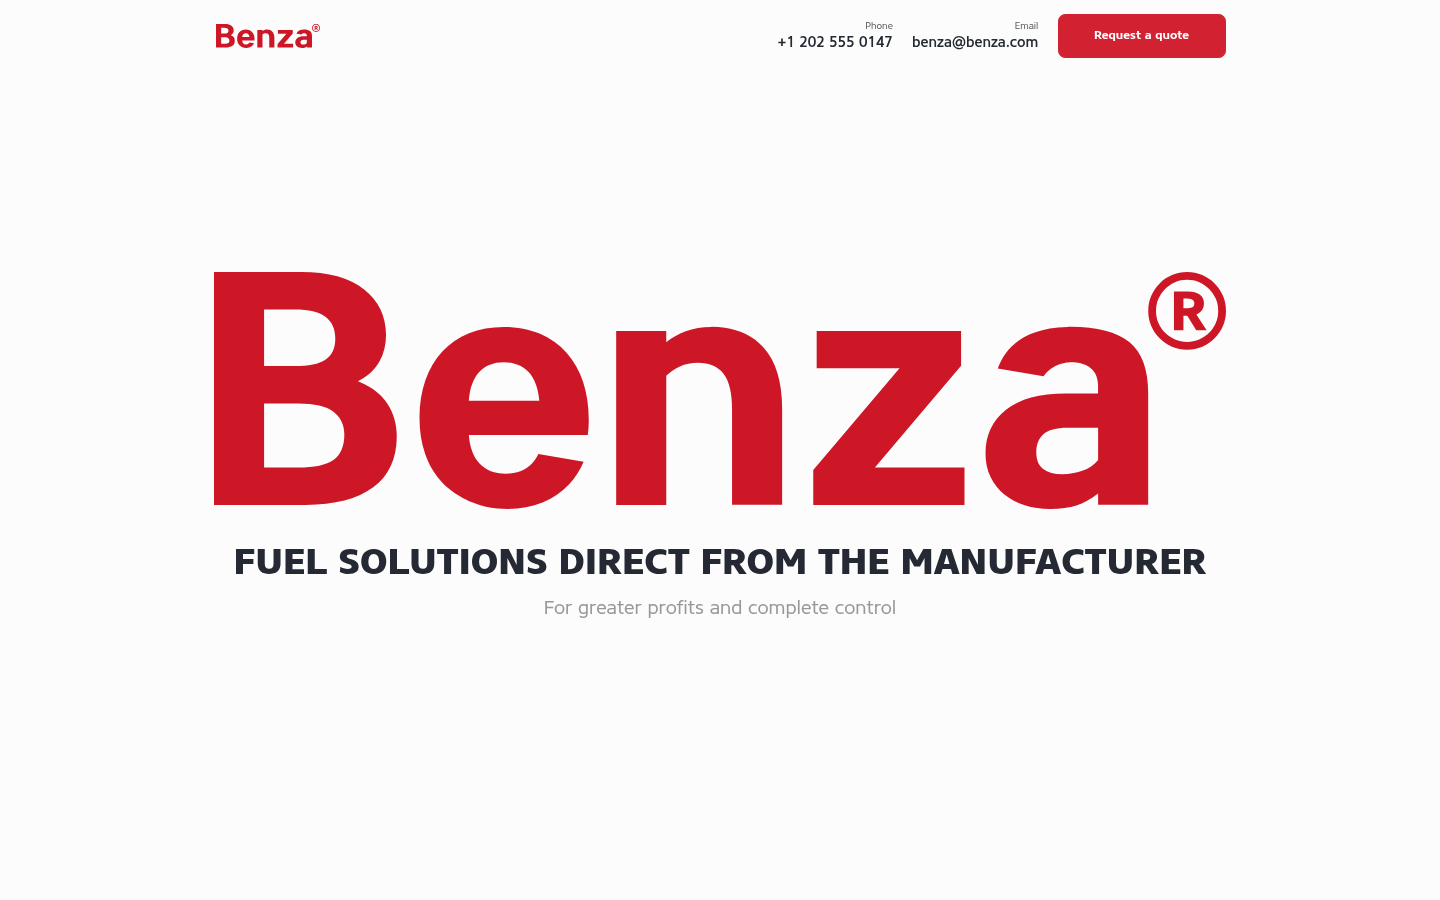 Benza®
Phone
+1 202 555 0147
Email
benza@benza.com
Request a quote
Benza®
FUEL SOLUTIONS DIRECT FROM THE MANUFACTURER
For greater profits and complete control